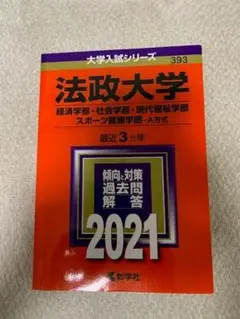 大学入試シリーズ
393
法政大学
経済学部・社会学部・現代福祉学部
スポーツ健康学部－A方式
最近3カ年
傾向と対策
過去問
解答
2021
教学社